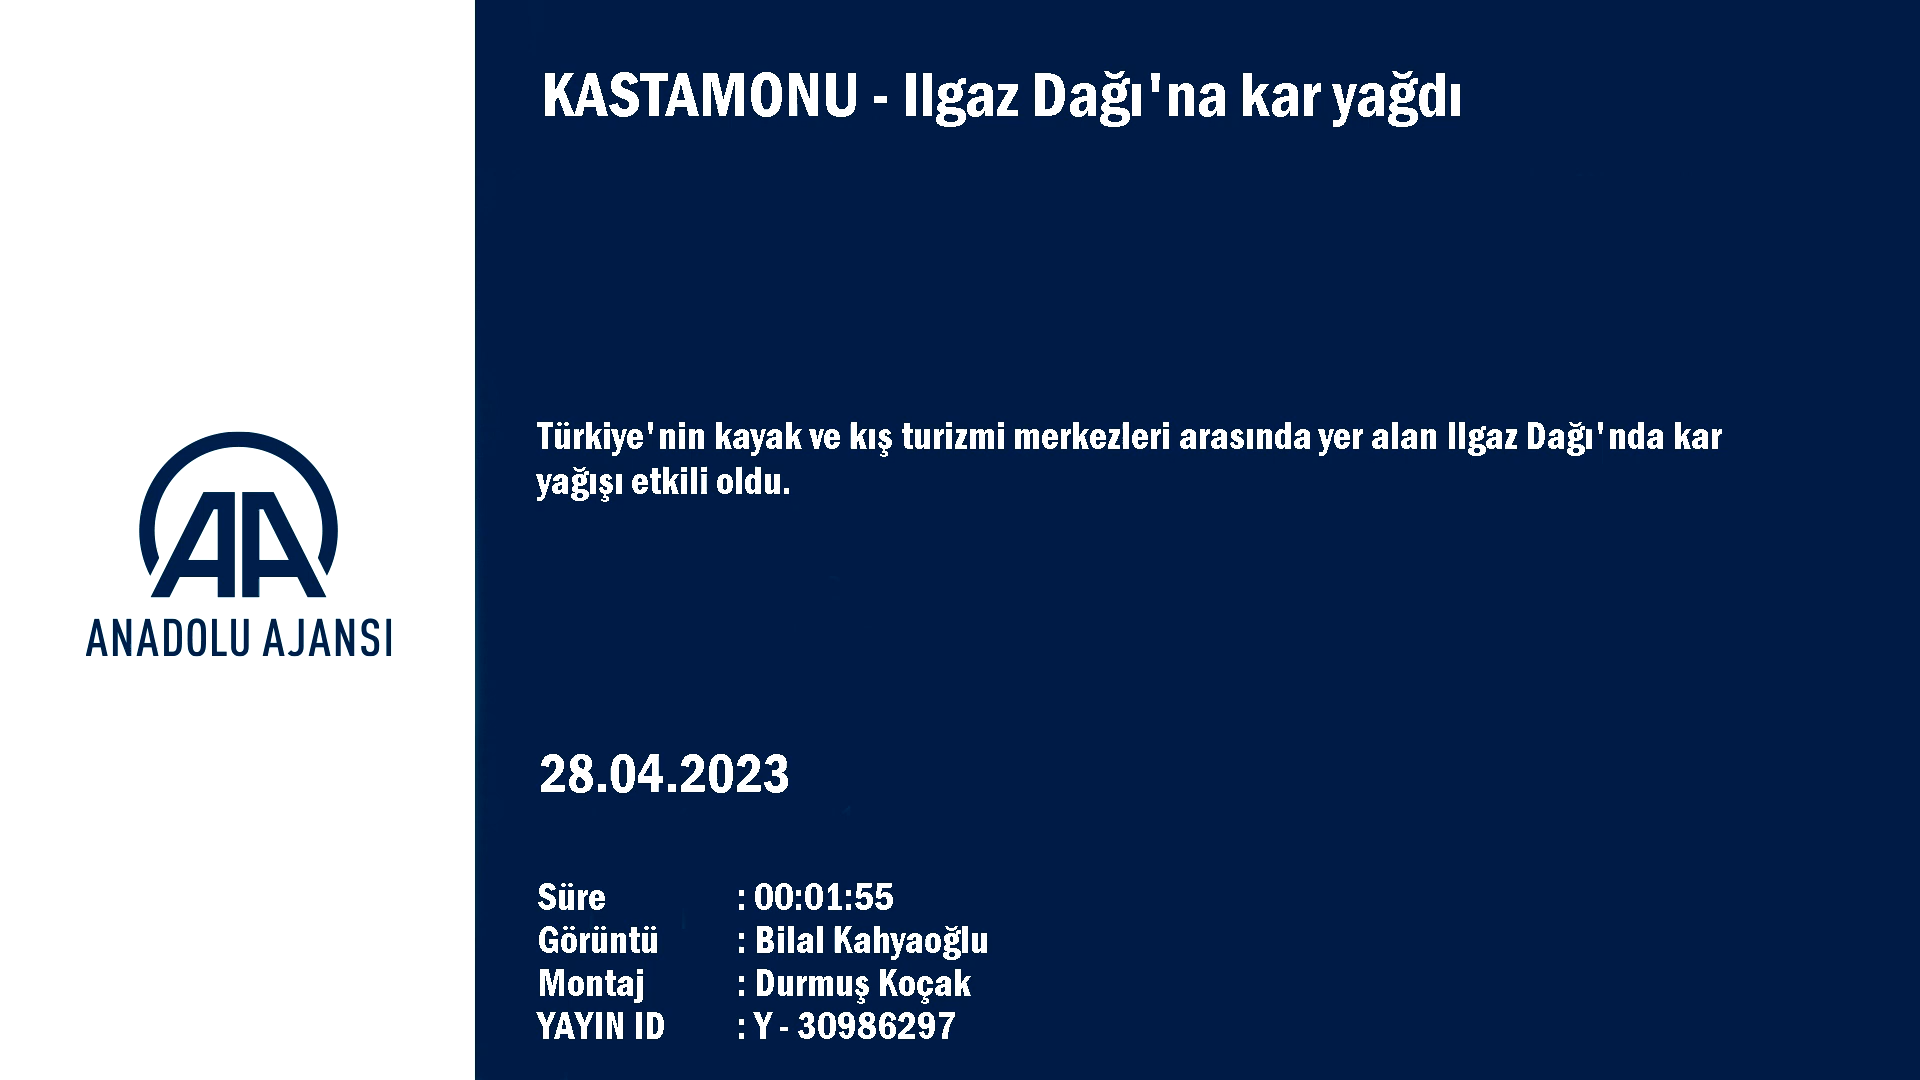 KASTAMONU - Ilgaz Dağı'na kar yağdı
Türkiye'nin kayak ve kış turizmi merkezleri arasında yer alan Ilgaz Dağı'nda kar
yağışı etkili oldu.
AA
ANADOLU AJANSI
28.04.2023
Süre : 00:01:55
Görüntü : Bilal Kahyaoğlu
Montaj : Durmuş Koçak
YAYIN ID : Y - 30986297